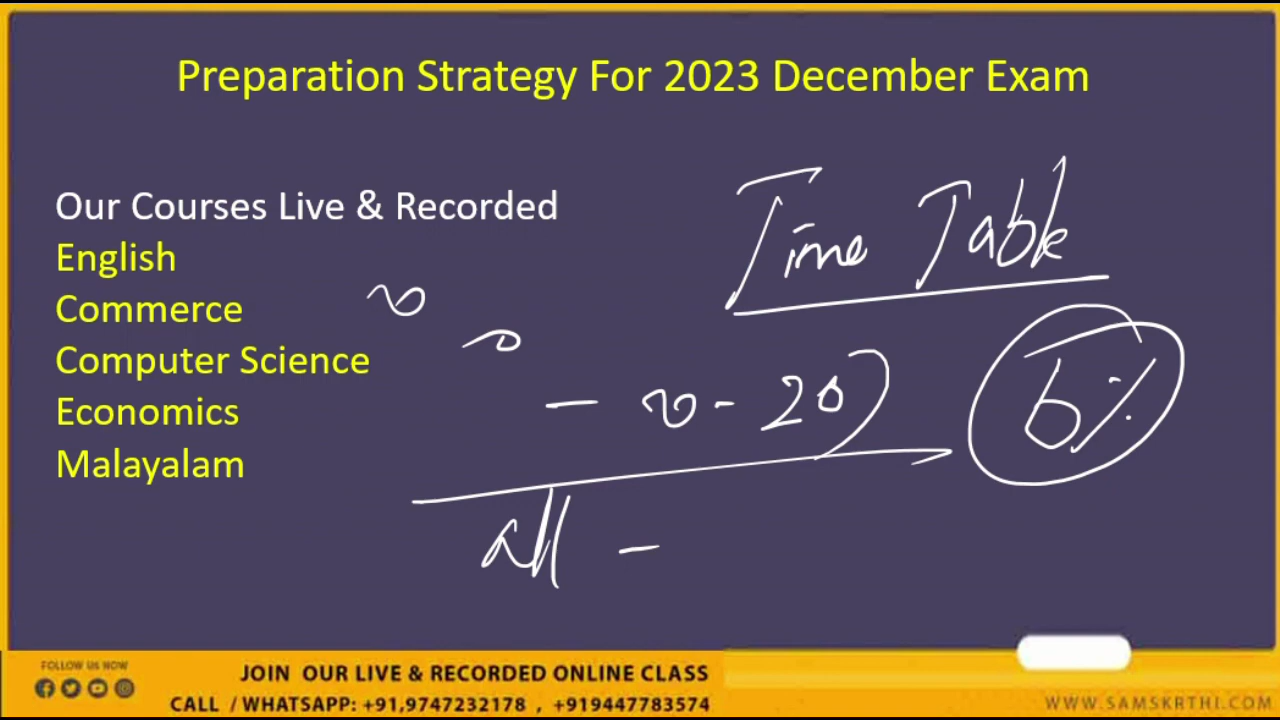 Preparation Strategy For 2023 December Exam
Our Courses Live & Recorded
English
Commerce
Computer Science
Economics
Malayalam
Time Table
6%
all -
FOLLOW US NOW
JOIN OUR LIVE & RECORDED ONLINE CLASS
CALL / WHATSAPP: +91,9747232178 , +919447783574
WWW.SAMSKRTHI.COM